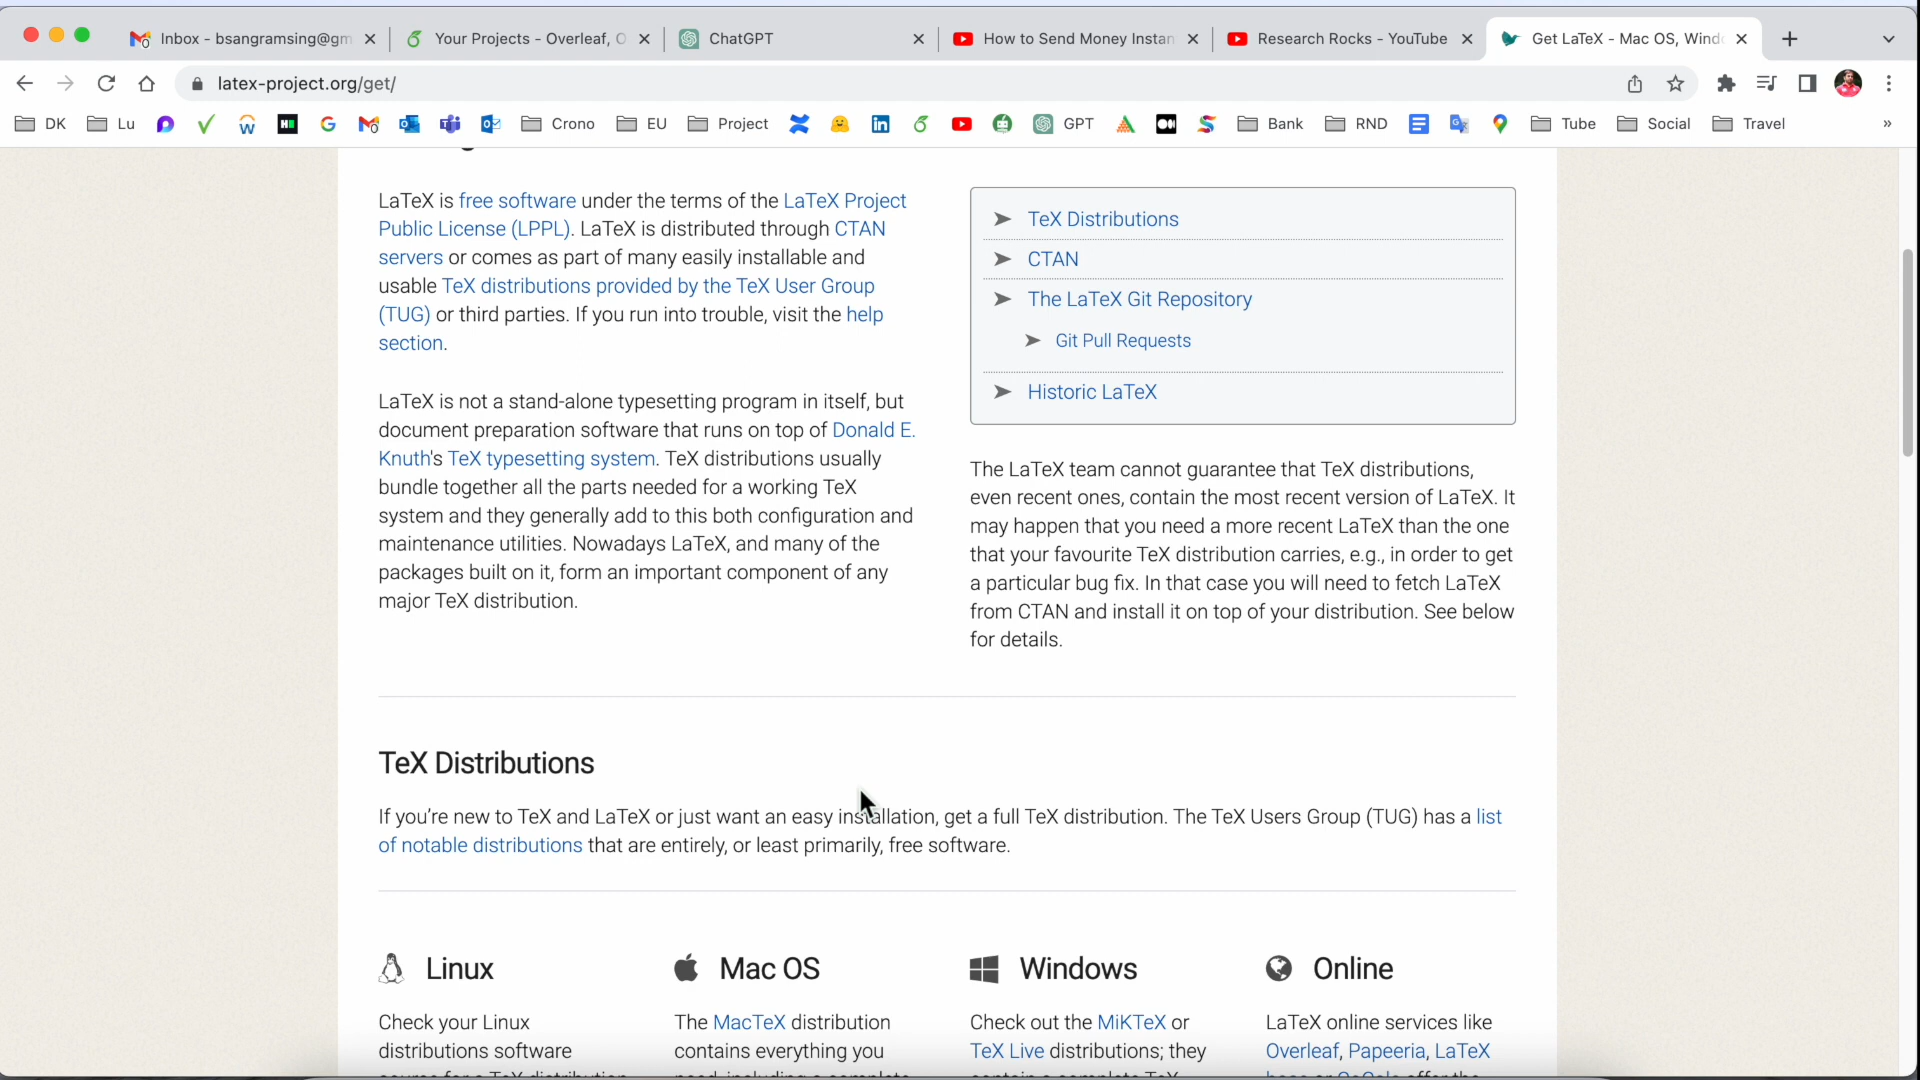 Inbox - bsangramsing@gm
Your Projects - Overleaf, O
ChatGPT
How to Send Money Instan
Research Rocks - YouTube
Get LaTeX - Mac OS, Windo
latex-project.org/get/
DK
Lu
Crono
EU
Project
GPT
Bank
RND
Tube
Social
Travel
»
LaTeX is free software under the terms of the LaTeX Project
Public License (LPPL). LaTeX is distributed through CTAN
servers or comes as part of many easily installable and
usable TeX distributions provided by the TeX User Group
(TUG) or third parties. If you run into trouble, visit the help
section.
LaTeX is not a stand-alone typesetting program in itself, but
document preparation software that runs on top of Donald E.
Knuth's TeX typesetting system. TeX distributions usually
bundle together all the parts needed for a working TeX
system and they generally add to this both configuration and
maintenance utilities. Nowadays LaTeX, and many of the
packages built on it, form an important component of any
major TeX distribution.
TeX Distributions
CTAN
The LaTeX Git Repository
Git Pull Requests
Historic LaTeX
The LaTeX team cannot guarantee that TeX distributions,
even recent ones, contain the most recent version of LaTeX. It
may happen that you need a more recent LaTeX than the one
that your favourite TeX distribution carries, e.g., in order to get
a particular bug fix. In that case you will need to fetch LaTeX
from CTAN and install it on top of your distribution. See below
for details.
TeX Distributions
If you're new to TeX and LaTeX or just want an easy installation, get a full TeX distribution. The TeX Users Group (TUG) has a list
of notable distributions that are entirely, or least primarily, free software.
Linux
Check your Linux
distributions software
Mac OS
The MacTeX distribution
contains everything you
Windows
Check out the MiKTeX or
TeX Live distributions; they
Online
LaTeX online services like
Overleaf, Papeeria, LaTeX